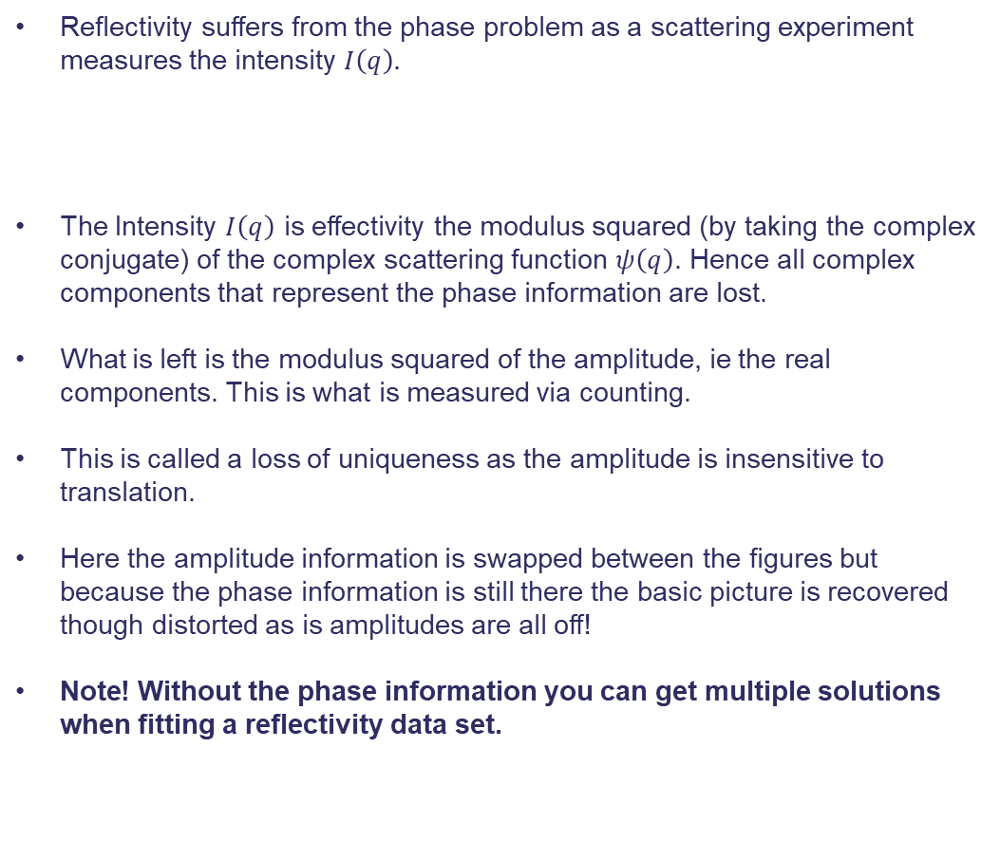 • Reflectivity suffers from the phase problem as a scattering experiment
measures the intensity I(q).
• The Intensity I(q) is effectivity the modulus squared (by taking the complex
conjugate) of the complex scattering function ψ(q). Hence all complex
components that represent the phase information are lost.
• What is left is the modulus squared of the amplitude, ie the real
components. This is what is measured via counting.
• This is called a loss of uniqueness as the amplitude is insensitive to
translation.
• Here the amplitude information is swapped between the figures but
because the phase information is still there the basic picture is recovered
though distorted as is amplitudes are all off!
• Note! Without the phase information you can get multiple solutions
when fitting a reflectivity data set.